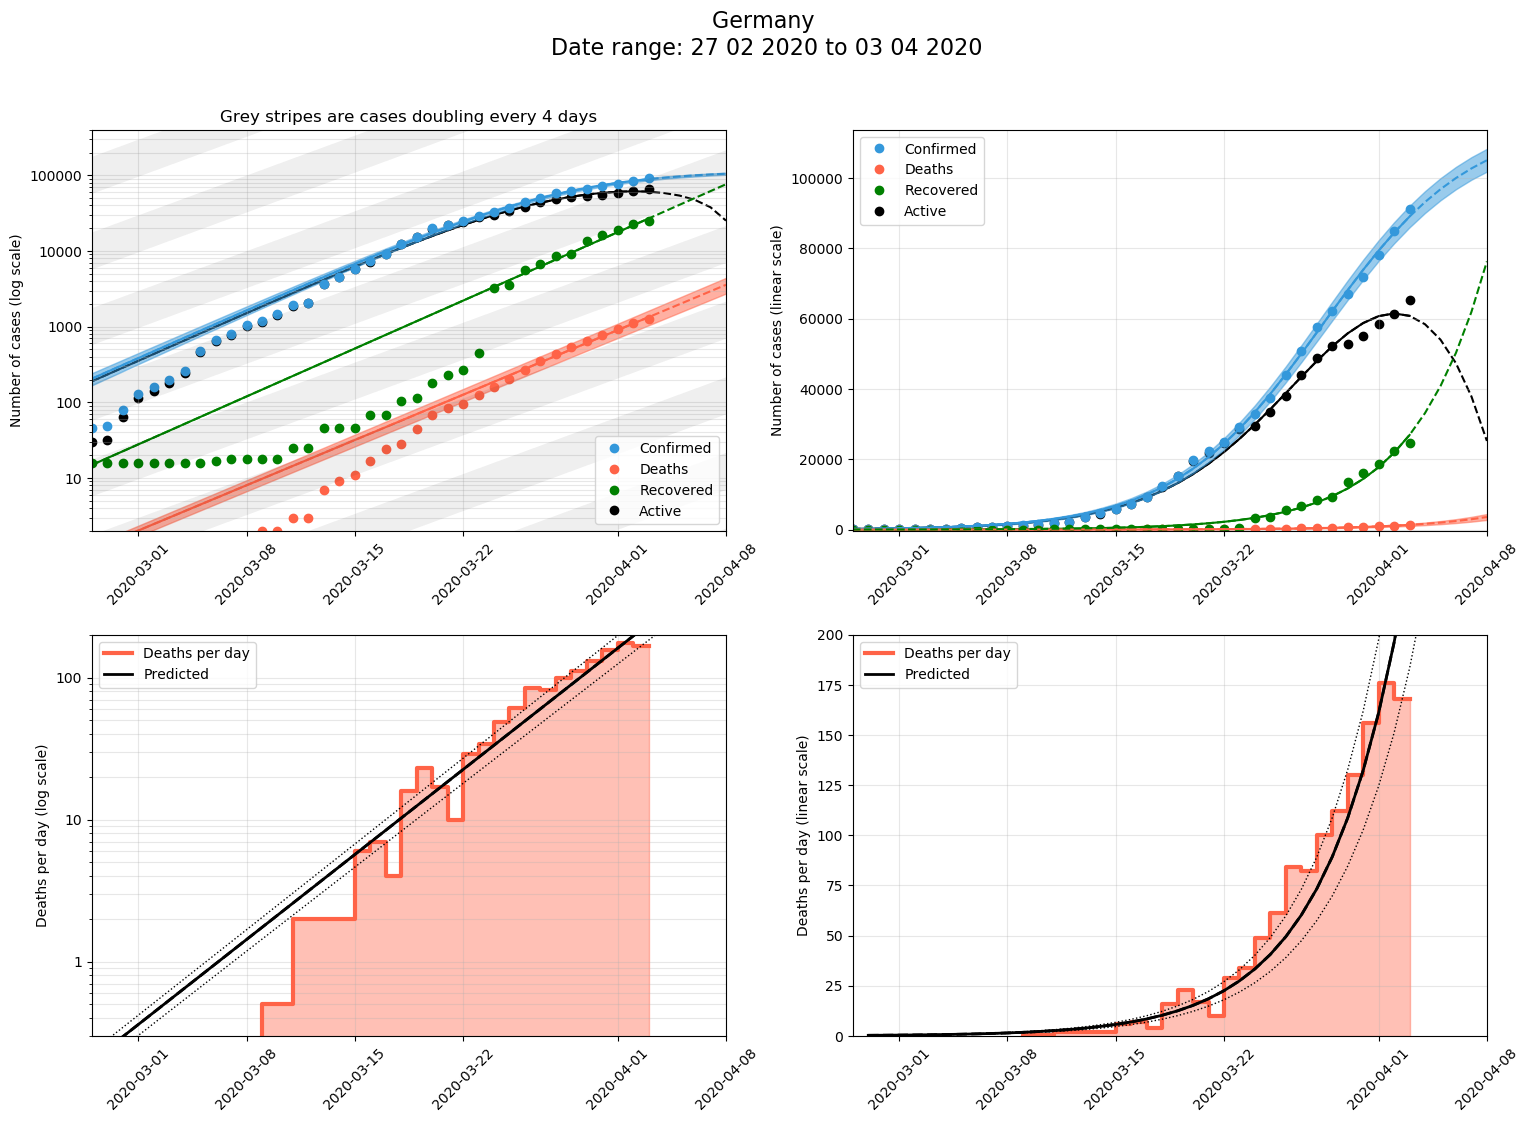 Germany
Date range: 27 02 2020 to 03 04 2020
Grey stripes are cases doubling every 4 days
Number of cases (log scale)
100000
10000
1000
100
10
Confirmed
Deaths
Recovered
Active
2020-03-01
2020-03-08
2020-03-15
2020-03-22
2020-04-01
2020-04-08
Number of cases (linear scale)
100000
80000
60000
40000
20000
0
Confirmed
Deaths
Recovered
Active
2020-03-01
2020-03-08
2020-03-15
2020-03-22
2020-04-01
2020-04-08
Deaths per day (log scale)
100
10
1
Deaths per day
Predicted
2020-03-01
2020-03-08
2020-03-15
2020-03-22
2020-04-01
2020-04-08
Deaths per day (linear scale)
200
175
150
125
100
75
50
25
0
Deaths per day
Predicted
2020-03-01
2020-03-08
2020-03-15
2020-03-22
2020-04-01
2020-04-08